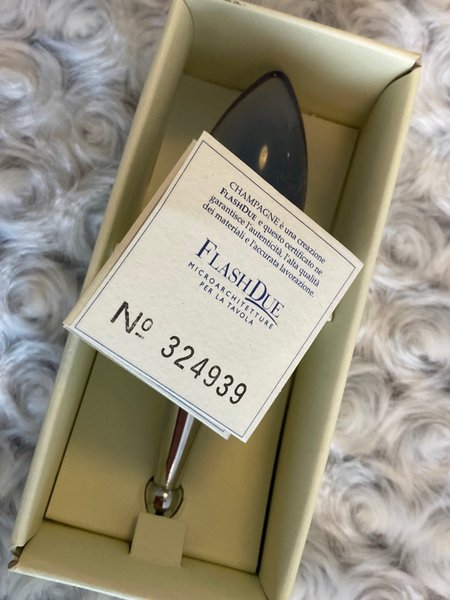 CHAMPAGNE è una creazione
FLASHDUE e questo certificato ne
garantisce l'autenticità, l'alta qualità
dei materiali e l'accurata lavorazione.
FLASHDUE
MICROARCHITETTURE
PER LA TAVOLA
No 324939